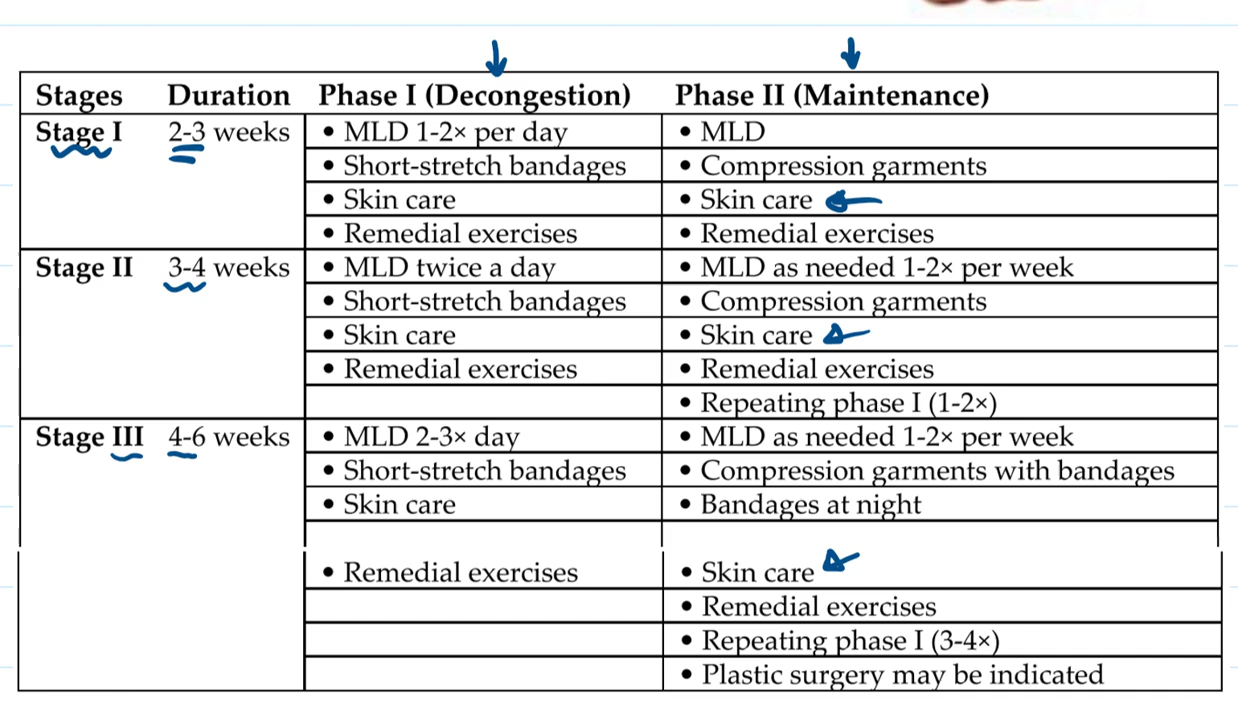 Stages Duration Phase I (Decongestion) Phase II (Maintenance)
Stage I 2-3 weeks • MLD 1-2× per day • MLD
• Short-stretch bandages • Compression garments
• Skin care • Skin care
• Remedial exercises • Remedial exercises
Stage II 3-4 weeks • MLD twice a day • MLD as needed 1-2× per week
• Short-stretch bandages • Compression garments
• Skin care • Skin care
• Remedial exercises • Remedial exercises
• Repeating phase I (1-2×)
Stage III 4-6 weeks • MLD 2-3× day • MLD as needed 1-2× per week
• Short-stretch bandages • Compression garments with bandages
• Skin care • Bandages at night
• Remedial exercises • Skin care
• Remedial exercises
• Repeating phase I (3-4×)
• Plastic surgery may be indicated